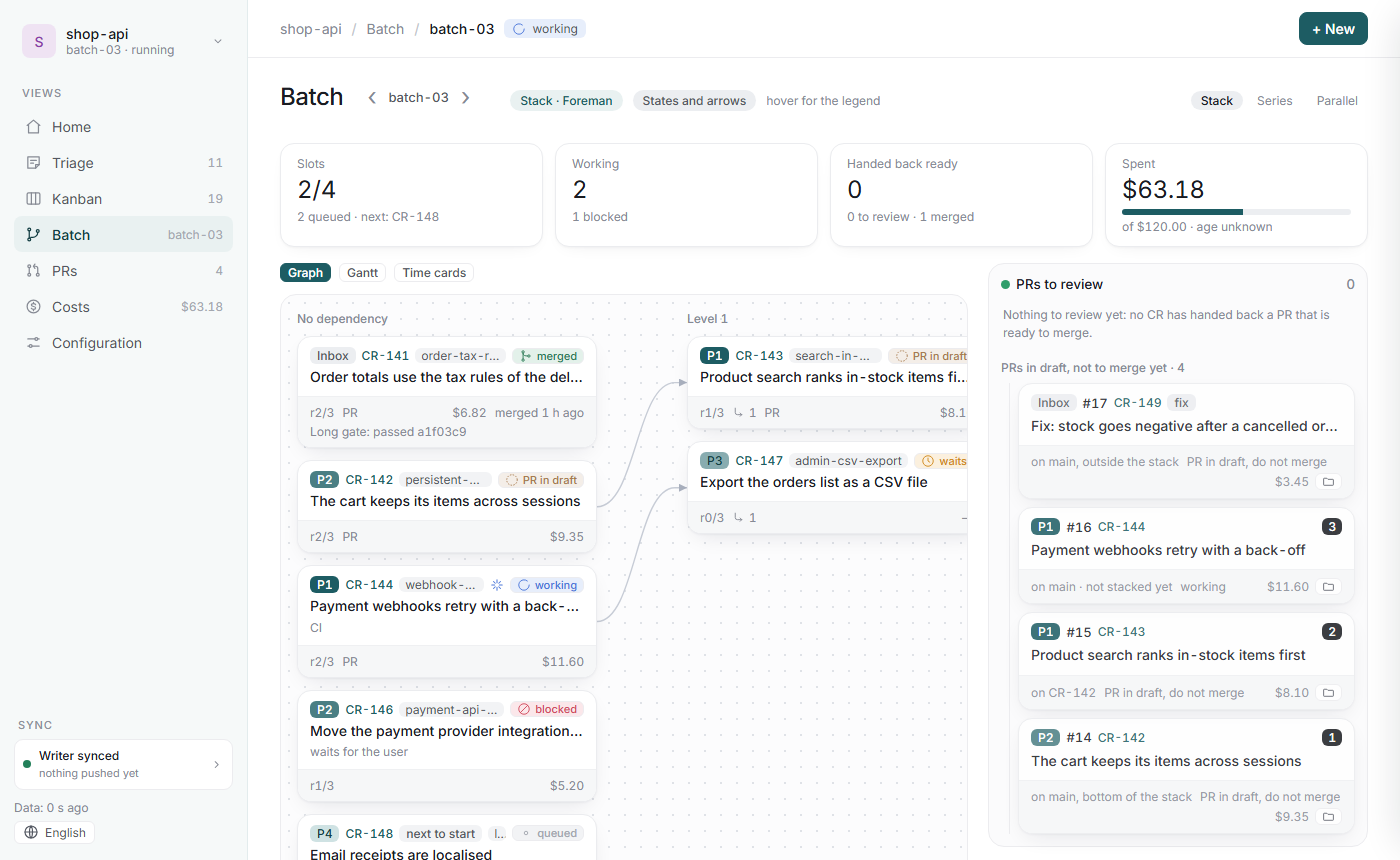 S
shop-api
batch-03 · running
VIEWS
Home
Triage 11
Kanban 19
Batch batch-03
PRs 4
Costs $63.18
Configuration
SYNC
Writer synced
nothing pushed yet
Data: 0 s ago
English
shop-api / Batch / batch-03 working
+ New
Batch batch-03 Stack · Foreman States and arrows hover for the legend
Stack Series Parallel
Slots
2/4
2 queued · next: CR-148
Working
2
1 blocked
Handed back ready
0
0 to review · 1 merged
Spent
$63.18
of $120.00 · age unknown
Graph Gantt Time cards
No dependency
Inbox CR-141 order-tax-r... merged
Order totals use the tax rules of the del...
r2/3 PR $6.82 merged 1 h ago
Long gate: passed a1f03c9
P2 CR-142 persistent-... PR in draft
The cart keeps its items across sessions
r2/3 PR $9.35
P1 CR-144 webhook-... working
Payment webhooks retry with a back-...
CI
r2/3 PR $11.60
P2 CR-146 payment-api-... blocked
Move the payment provider integration...
waits for the user
r1/3 $5.20
P4 CR-148 next to start l... queued
Email receipts are localised
Level 1
P1 CR-143 search-in-... PR in draft
Product search ranks in-stock items fi...
r1/3 1 PR $8.1
P3 CR-147 admin-csv-export waits
Export the orders list as a CSV file
r0/3 1 –
PRs to review 0
Nothing to review yet: no CR has handed back a PR that is
ready to merge.
PRs in draft, not to merge yet · 4
Inbox #17 CR-149 fix
Fix: stock goes negative after a cancelled or...
on main, outside the stack PR in draft, do not merge
$3.45
P1 #16 CR-144 3
Payment webhooks retry with a back-off
on main · not stacked yet working $11.60
P1 #15 CR-143 2
Product search ranks in-stock items first
on CR-142 PR in draft, do not merge $8.10
P2 #14 CR-142 1
The cart keeps its items across sessions
on main, bottom of the stack PR in draft, do not merge
$9.35